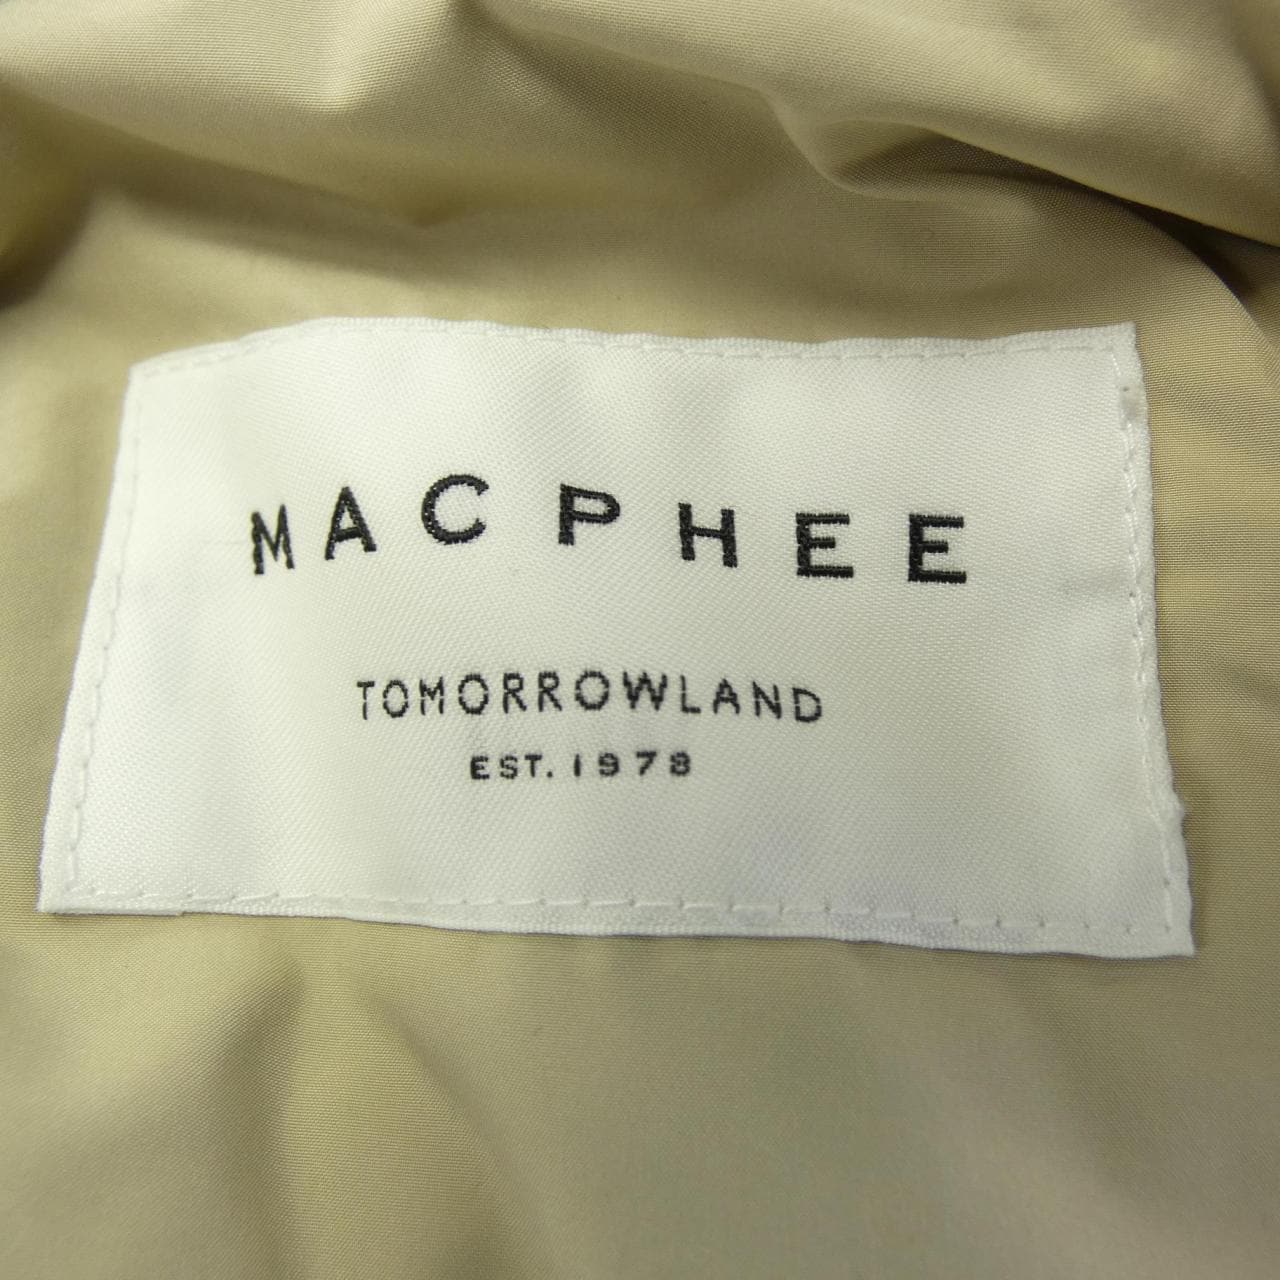 MACPHEE
TOMORROWLAND
EST. 1978